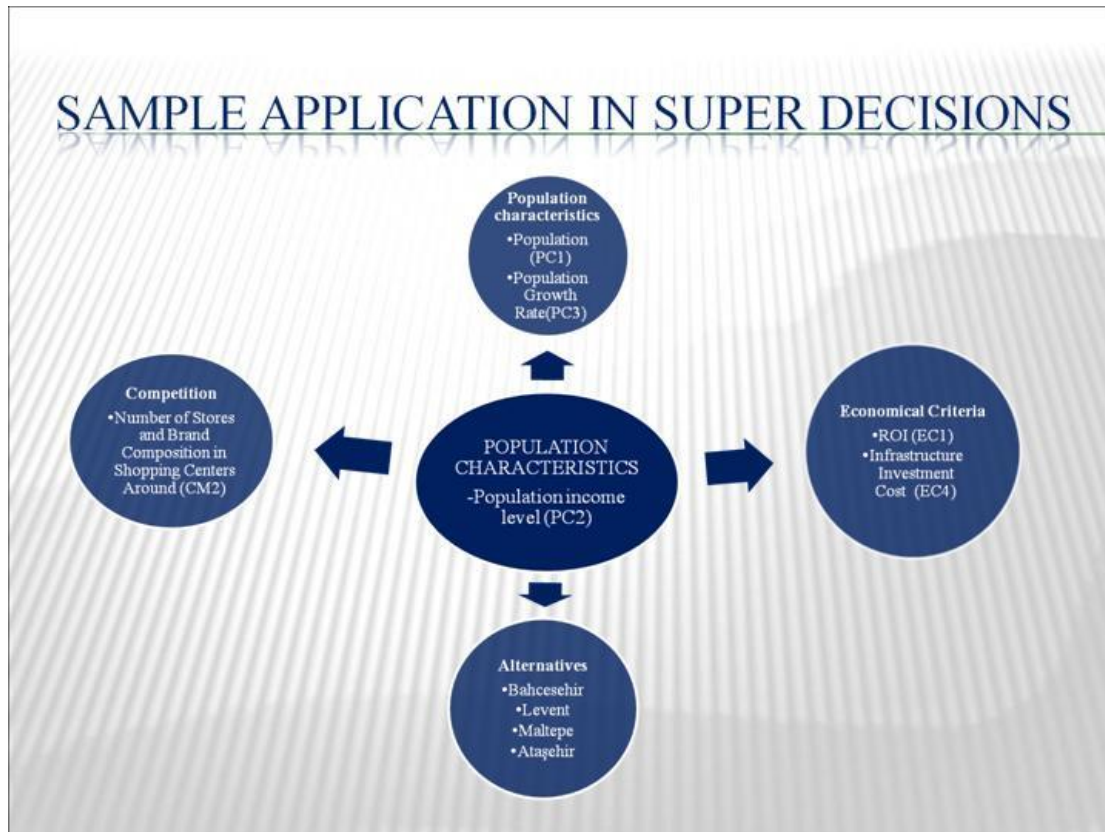 SAMPLE APPLICATION IN SUPER DECISIONS
Population
characteristics
•Population
(PC1)
•Population
Growth
Rate(PC3)
Competition
•Number of Stores
and Brand
Composition in
Shopping Centers
Around (CM2)
POPULATION
CHARACTERISTICS
-Population income
level (PC2)
Economical Criteria
•ROI (EC1)
•Infrastructure
Investment
Cost (EC4)
Alternatives
•Bahcesehir
•Levent
•Maltepe
•Ataşehir